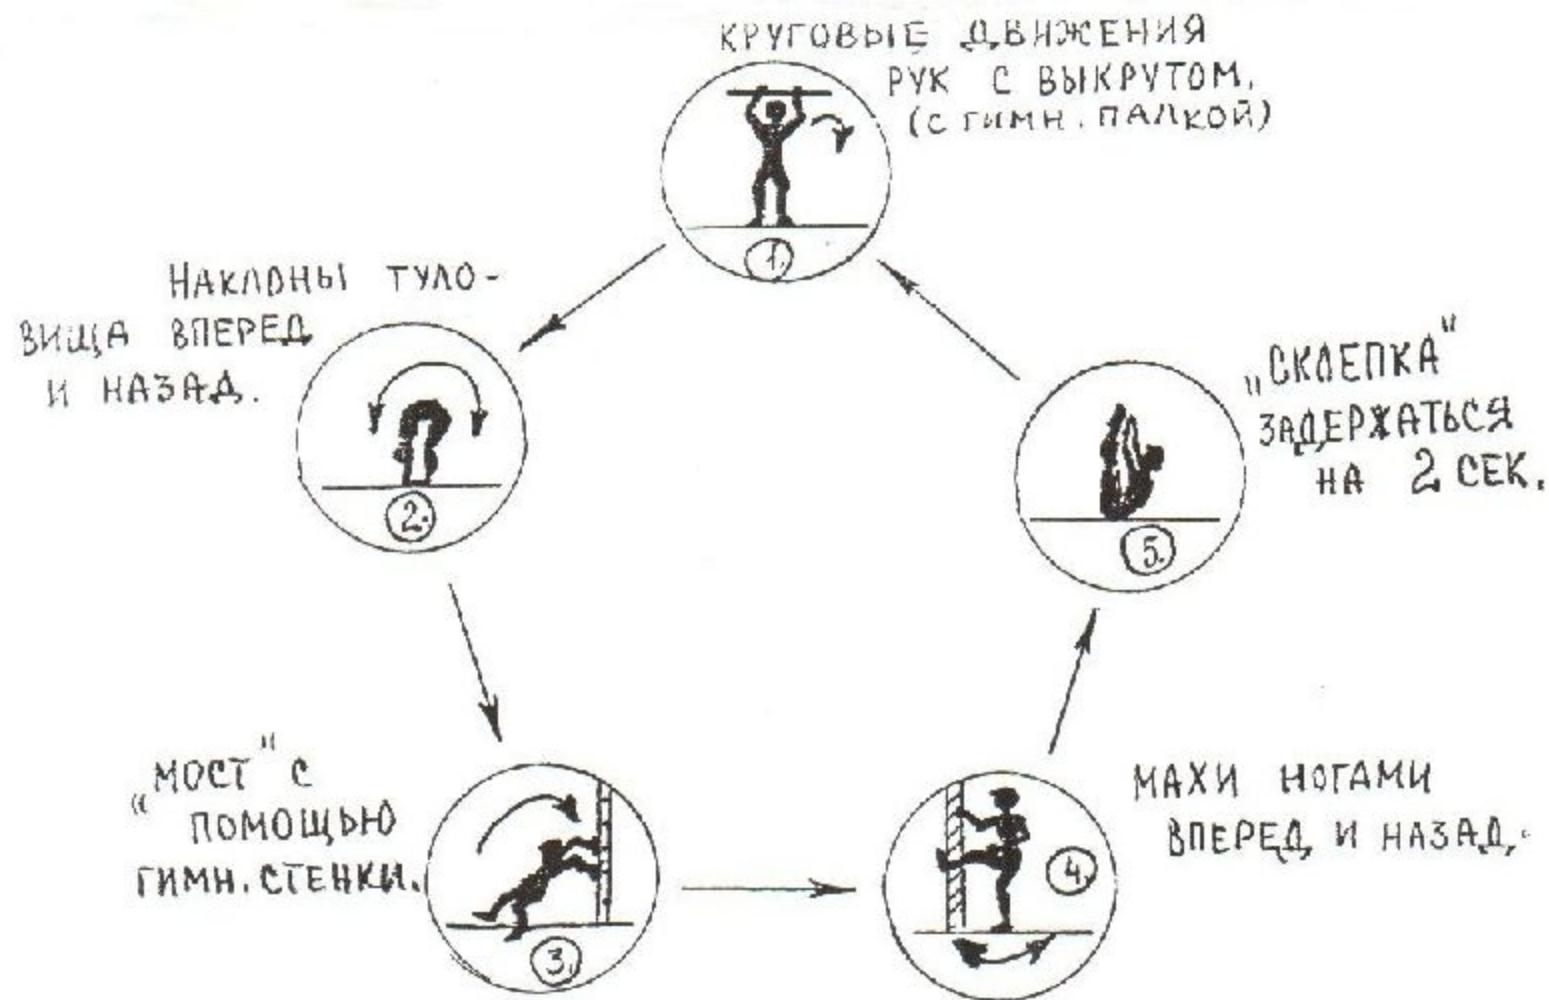 КРУГОВЫЕ ДВИЖЕНИЯ
РУК С ВЫКРУТОМ.
(С ГИМН. ПАЛКОЙ)
1.
НАКЛОНЫ ТУЛО-
ВИЩА ВПЕРЕД
И НАЗАД.
2.
"МОСТ" С
ПОМОЩЬЮ
ГИМН. СТЕНКИ.
3.
МАХИ НОГАМИ
ВПЕРЕД И НАЗАД.
4.
„СКЛЕПКА"
ЗАДЕРЖАТЬСЯ
НА 2 СЕК.
5.